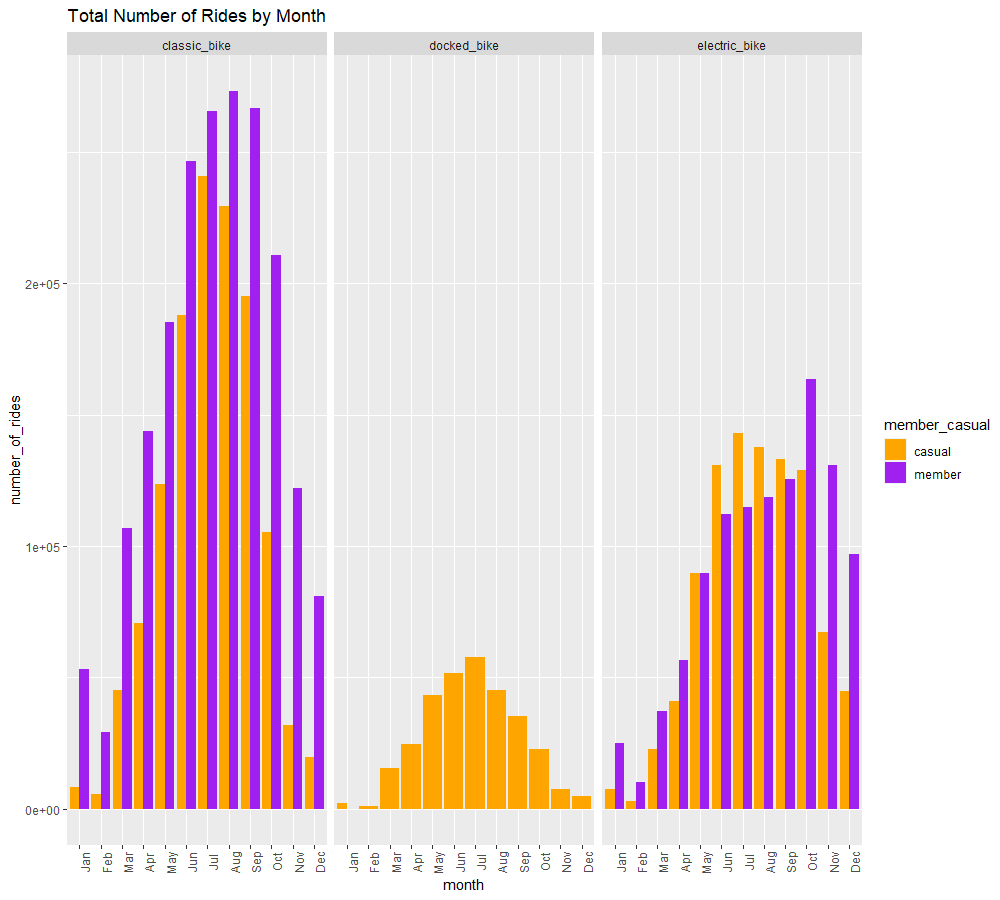 Total Number of Rides by Month
classic_bike
docked_bike
electric_bike
number_of_rides
2e+05
1e+05
0e+00
Jan Feb Mar Apr May Jun Jul Aug Sep Oct Nov Dec
Jan Feb Mar Apr May Jun Jul Aug Sep Oct Nov Dec
Jan Feb Mar Apr May Jun Jul Aug Sep Oct Nov Dec
month
member_casual
casual
member